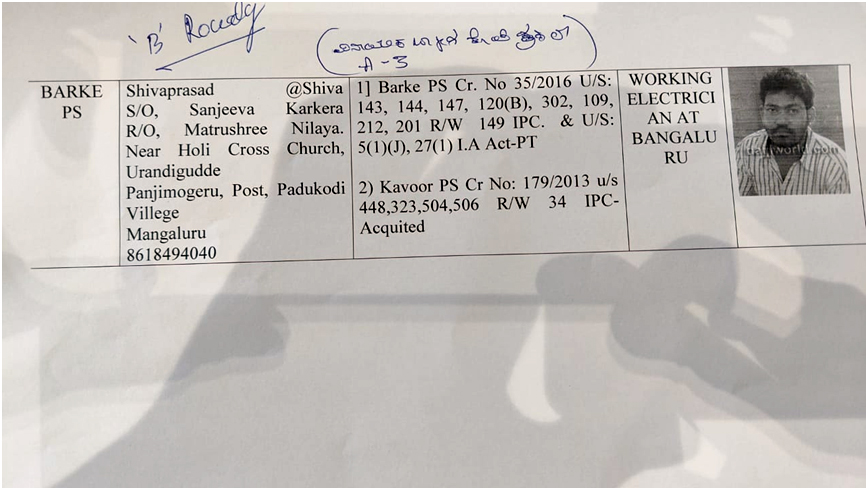 'B' Rowdy
A-3
BARKE
PS
Shivaprasad @Shiva
S/O, Sanjeeva Karkera
R/O, Matrushree Nilaya.
Near Holi Cross Church,
Urandigudde
Panjimogeru, Post, Padukodi
Villege
Mangaluru
8618494040
1] Barke PS Cr. No 35/2016 U/S:
143, 144, 147, 120(B), 302, 109,
212, 201 R/W 149 IPC. & U/S:
5(1)(J), 27(1) I.A Act-PT
2) Kavoor PS Cr No: 179/2013 u/s
448,323,504,506 R/W 34 IPC-
Acquited
WORKING
ELECTRICI
AN AT
BANGALU
RU